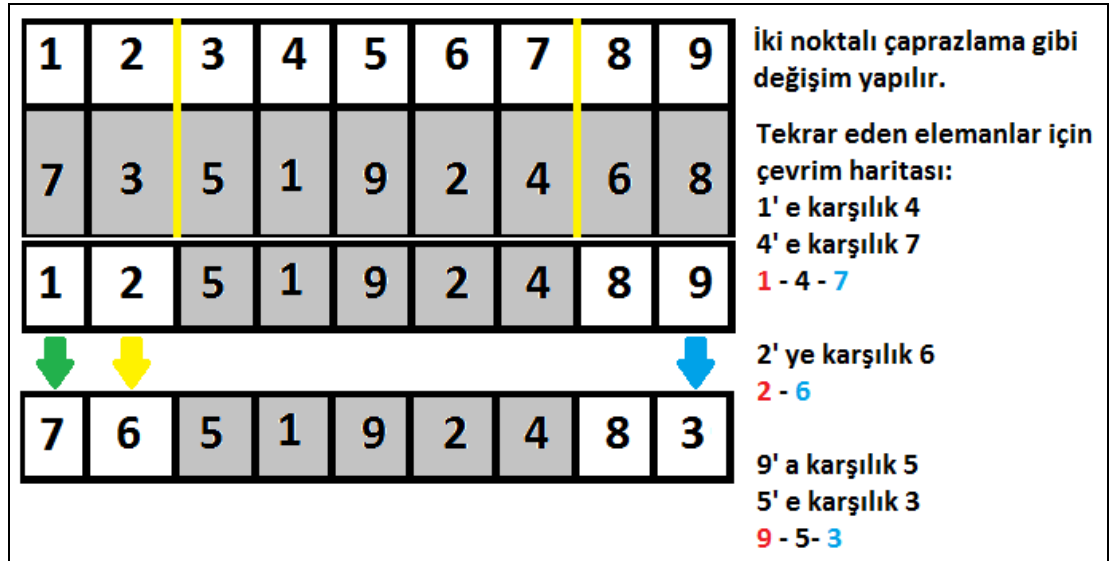 1 2 3 4 5 6 7 8 9
7 3 5 1 9 2 4 6 8
1 2 5 1 9 2 4 8 9
7 6 5 1 9 2 4 8 3
İki noktalı çaprazlama gibi
değişim yapılır.
Tekrar eden elemanlar için
çevrim haritası:
1' e karşılık 4
4' e karşılık 7
1 - 4 - 7
2' ye karşılık 6
2 - 6
9' a karşılık 5
5' e karşılık 3
9 - 5- 3